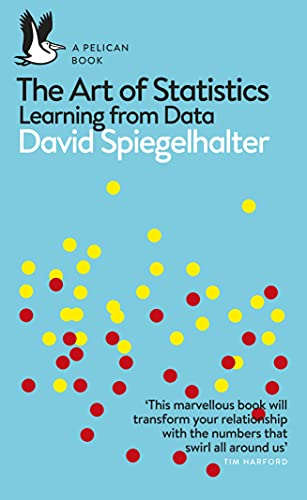 A PELICAN
BOOK
The Art of Statistics
Learning from Data
David Spiegelhalter
‘This marvellous book will
transform your relationship
with the numbers that
swirl all around us’
TIM HARFORD